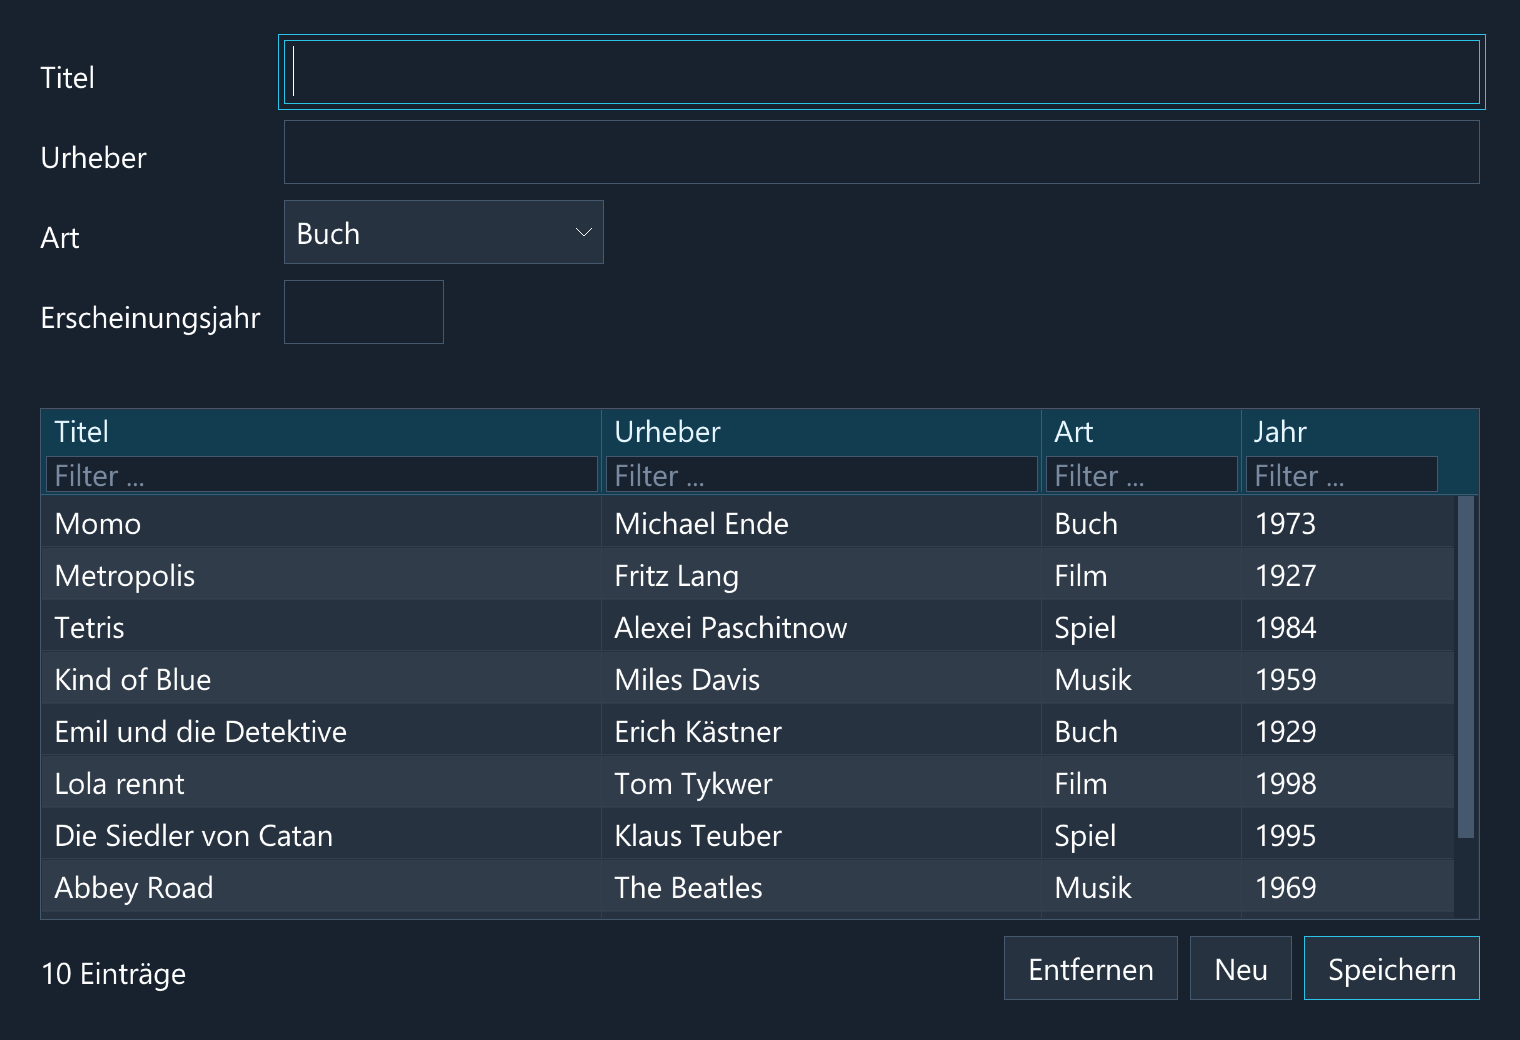 Titel
Urheber
Art Buch
Erscheinungsjahr
Titel Urheber Art Jahr
Filter ... Filter ... Filter ... Filter ...
Momo Michael Ende Buch 1973
Metropolis Fritz Lang Film 1927
Tetris Alexei Paschitnow Spiel 1984
Kind of Blue Miles Davis Musik 1959
Emil und die Detektive Erich Kästner Buch 1929
Lola rennt Tom Tykwer Film 1998
Die Siedler von Catan Klaus Teuber Spiel 1995
Abbey Road The Beatles Musik 1969
10 Einträge Entfernen Neu Speichern